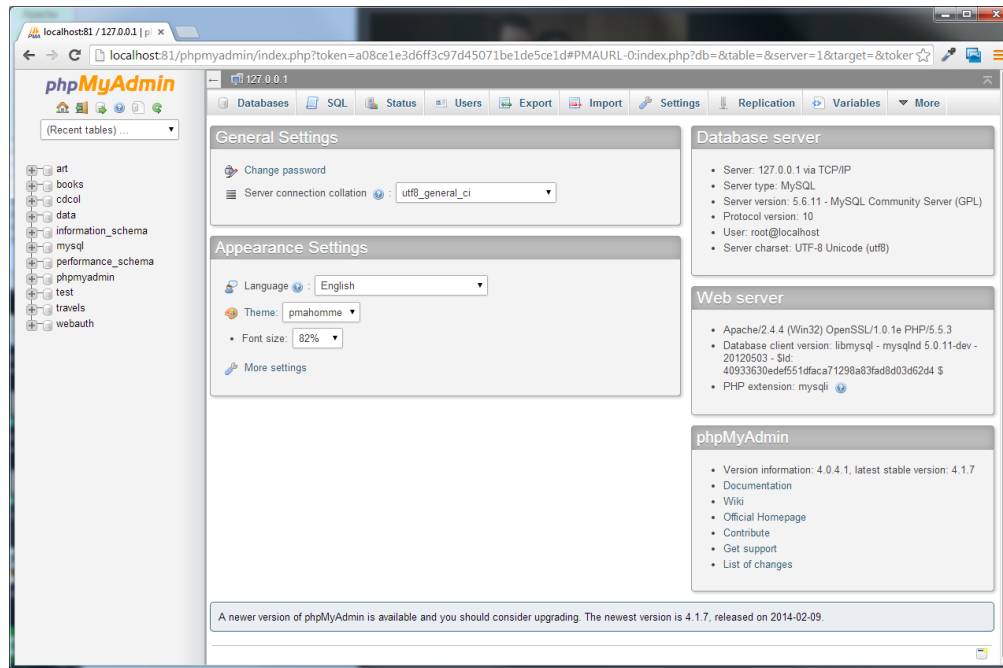 localhost:81 / 127.0.0.1 | p
localhost:81/phpmyadmin/index.php?token=a08ce1e3d6ff3c97d45071be1de5ce1d#PMAURL-0:index.php?db=&table=&server=1&target=&token
phpMyAdmin
(Recent tables) ...
art
books
cdcol
data
information_schema
mysql
performance_schema
phpmyadmin
test
travels
webauth
127.0.0.1
Databases SQL Status Users Export Import Settings Replication Variables More
General Settings
Change password
Server connection collation : utf8_general_ci
Appearance Settings
Language : English
Theme: pmahomme
Font size: 82%
More settings
Database server
Server: 127.0.0.1 via TCP/IP
Server type: MySQL
Server version: 5.6.11 - MySQL Community Server (GPL)
Protocol version: 10
User: root@localhost
Server charset: UTF-8 Unicode (utf8)
Web server
Apache/2.4.4 (Win32) OpenSSL/1.0.1e PHP/5.5.3
Database client version: libmysql - mysqlnd 5.0.11-dev -
20120503 - $Id:
40933630edef551dfaca71298a83fad8d03d62d4 $
PHP extension: mysqli
phpMyAdmin
Version information: 4.0.4.1, latest stable version: 4.1.7
Documentation
Wiki
Official Homepage
Contribute
Get support
List of changes
A newer version of phpMyAdmin is available and you should consider upgrading. The newest version is 4.1.7, released on 2014-02-09.